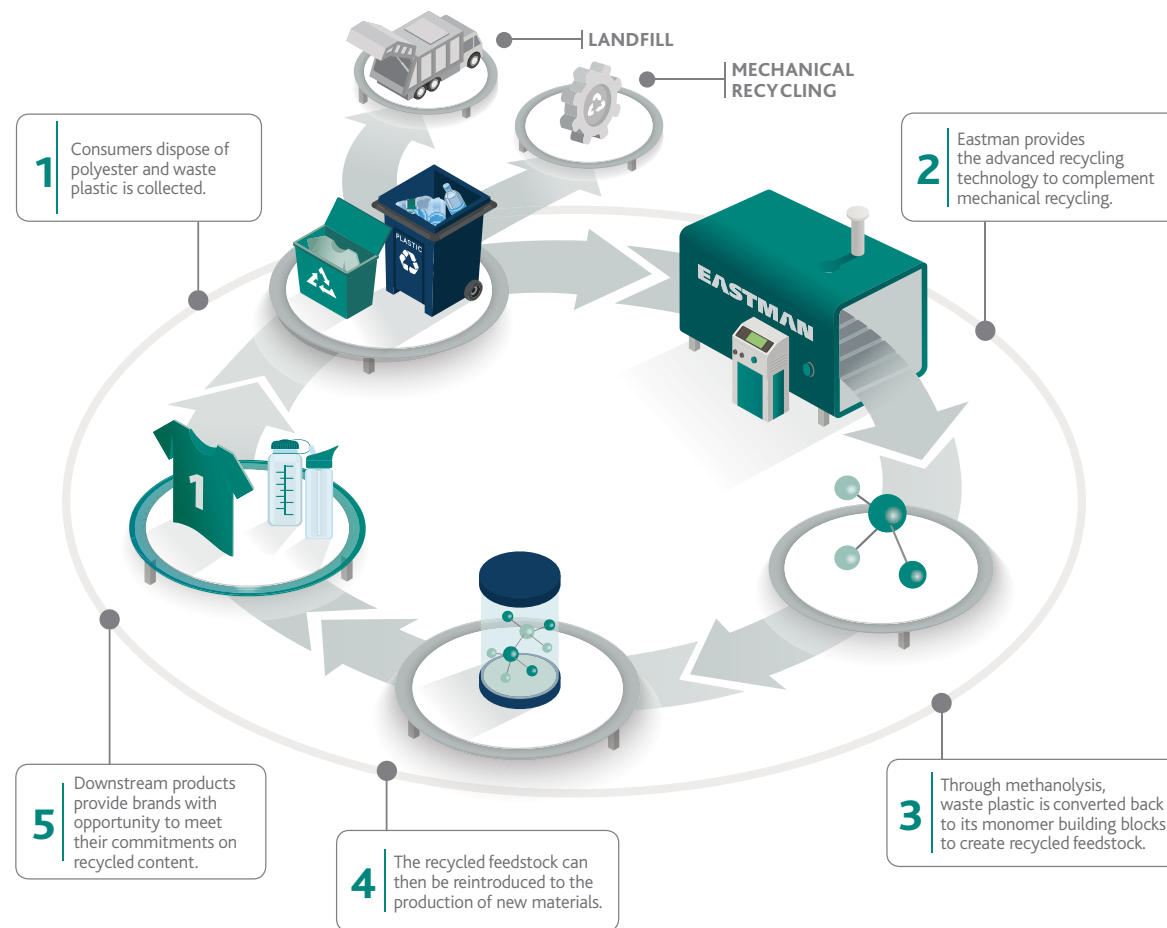 LANDFILL
MECHANICAL
RECYCLING
1
Consumers dispose of
polyester and waste
plastic is collected.
2
Eastman provides
the advanced recycling
technology to complement
mechanical recycling.
PLASTIC
EASTMAN
1
3
Through methanolysis,
waste plastic is converted back
to its monomer building blocks
to create recycled feedstock.
5
Downstream products
provide brands with
opportunity to meet
their commitments on
recycled content.
4
The recycled feedstock can
then be reintroduced to the
production of new materials.